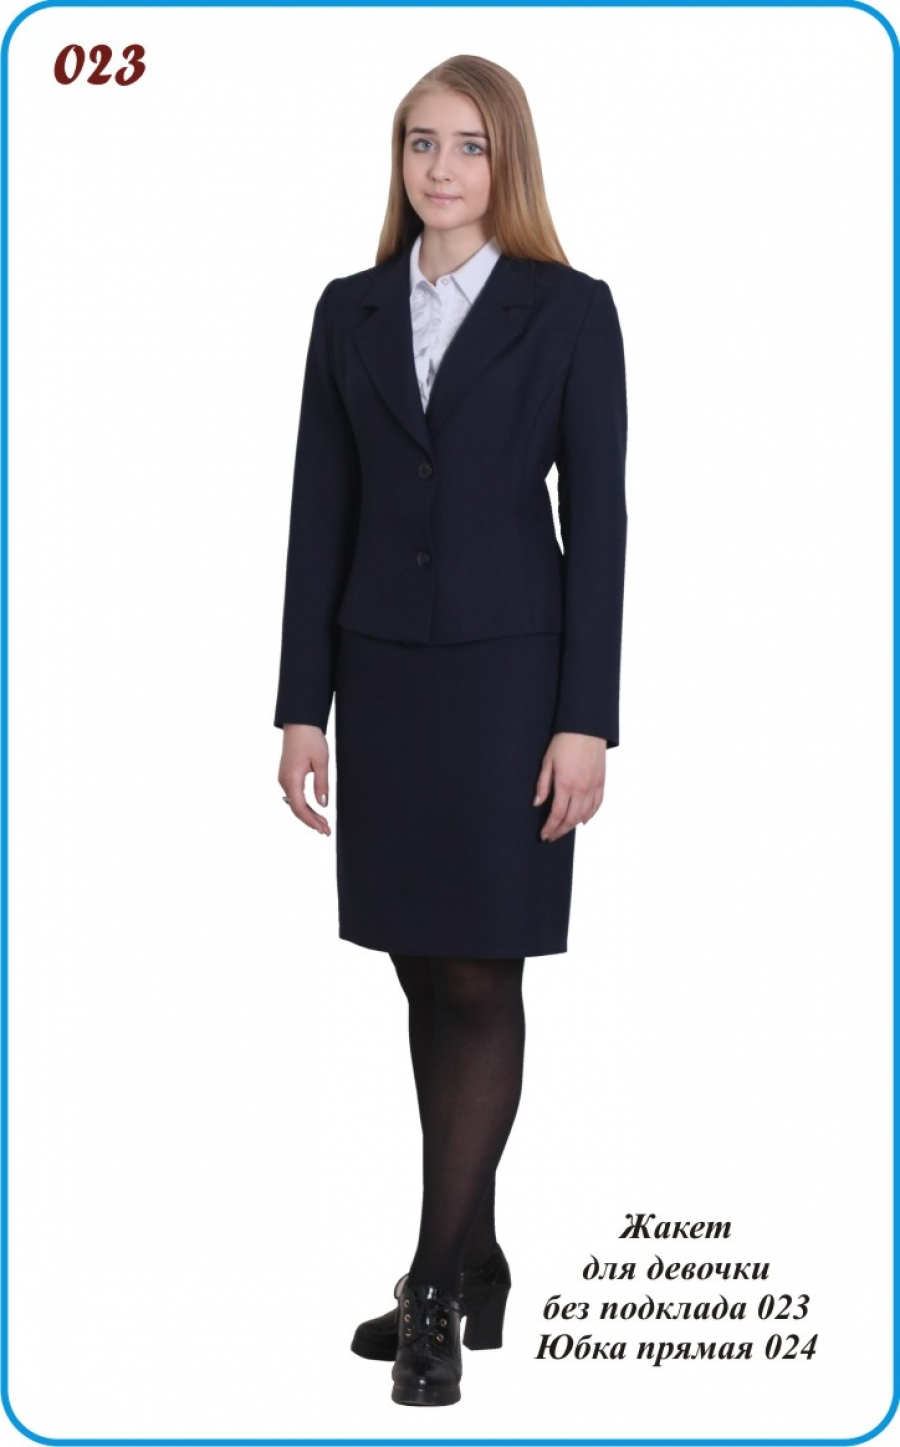 023
Жакет
для девочки
без подклада 023
Юбка прямая 024